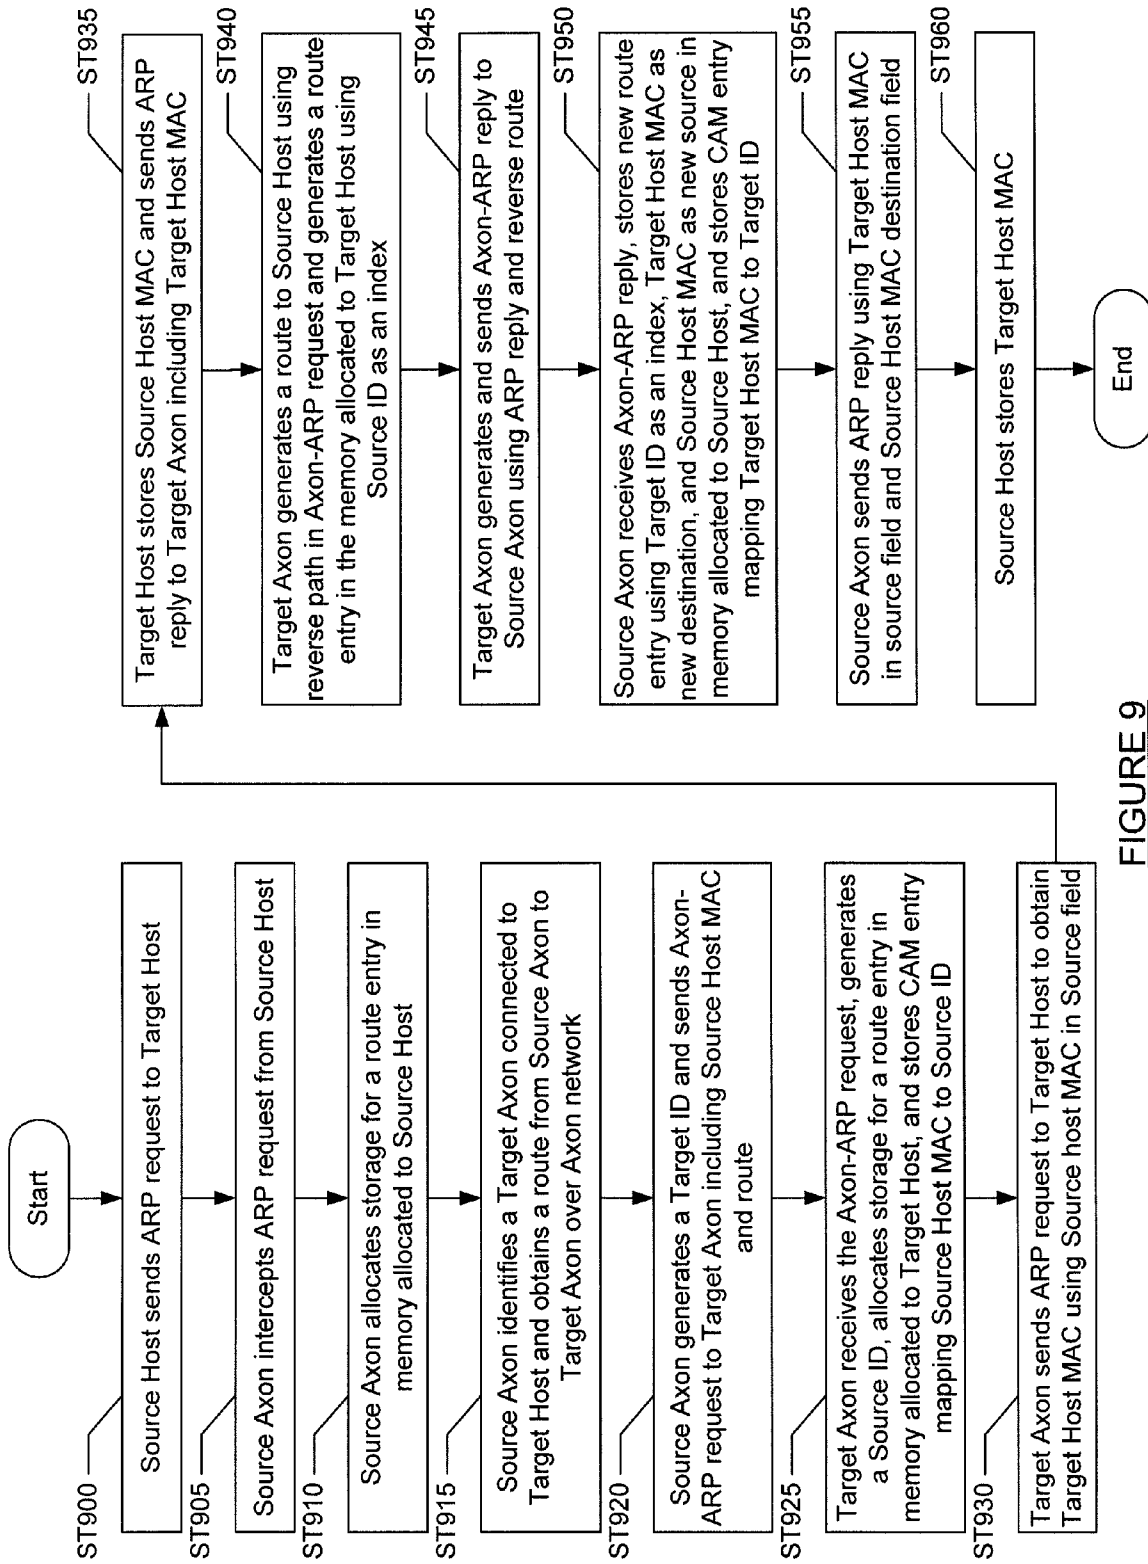 Start
ST900
Source Host sends ARP request to Target Host
ST905
Source Axon intercepts ARP request from Source Host
ST910
Source Axon allocates storage for a route entry in
memory allocated to Source Host
ST915
Source Axon identifies a Target Axon connected to
Target Host and obtains a route from Source Axon to
Target Axon over Axon network
ST920
Source Axon generates a Target ID and sends Axon-
ARP request to Target Axon including Source Host MAC
and route
ST925
Target Axon receives the Axon-ARP request, generates
a Source ID, allocates storage for a route entry in
memory allocated to Target Host, and stores CAM entry
mapping Source Host MAC to Source ID
ST930
Target Axon sends ARP request to Target Host to obtain
Target Host MAC using Source host MAC in Source field
ST935
Target Host stores Source Host MAC and sends ARP
reply to Target Axon including Target Host MAC
ST940
Target Axon generates a route to Source Host using
reverse path in Axon-ARP request and generates a route
entry in the memory allocated to Target Host using
Source ID as an index
ST945
Target Axon generates and sends Axon-ARP reply to
Source Axon using ARP reply and reverse route
ST950
Source Axon receives Axon-ARP reply, stores new route
entry using Target ID as an index, Target Host MAC as
new destination, and Source Host MAC as new source in
memory allocated to Source Host, and stores CAM entry
mapping Target Host MAC to Target ID
ST955
Source Axon sends ARP reply using Target Host MAC
in source field and Source Host MAC destination field
ST960
Source Host stores Target Host MAC
End
FIGURE 9